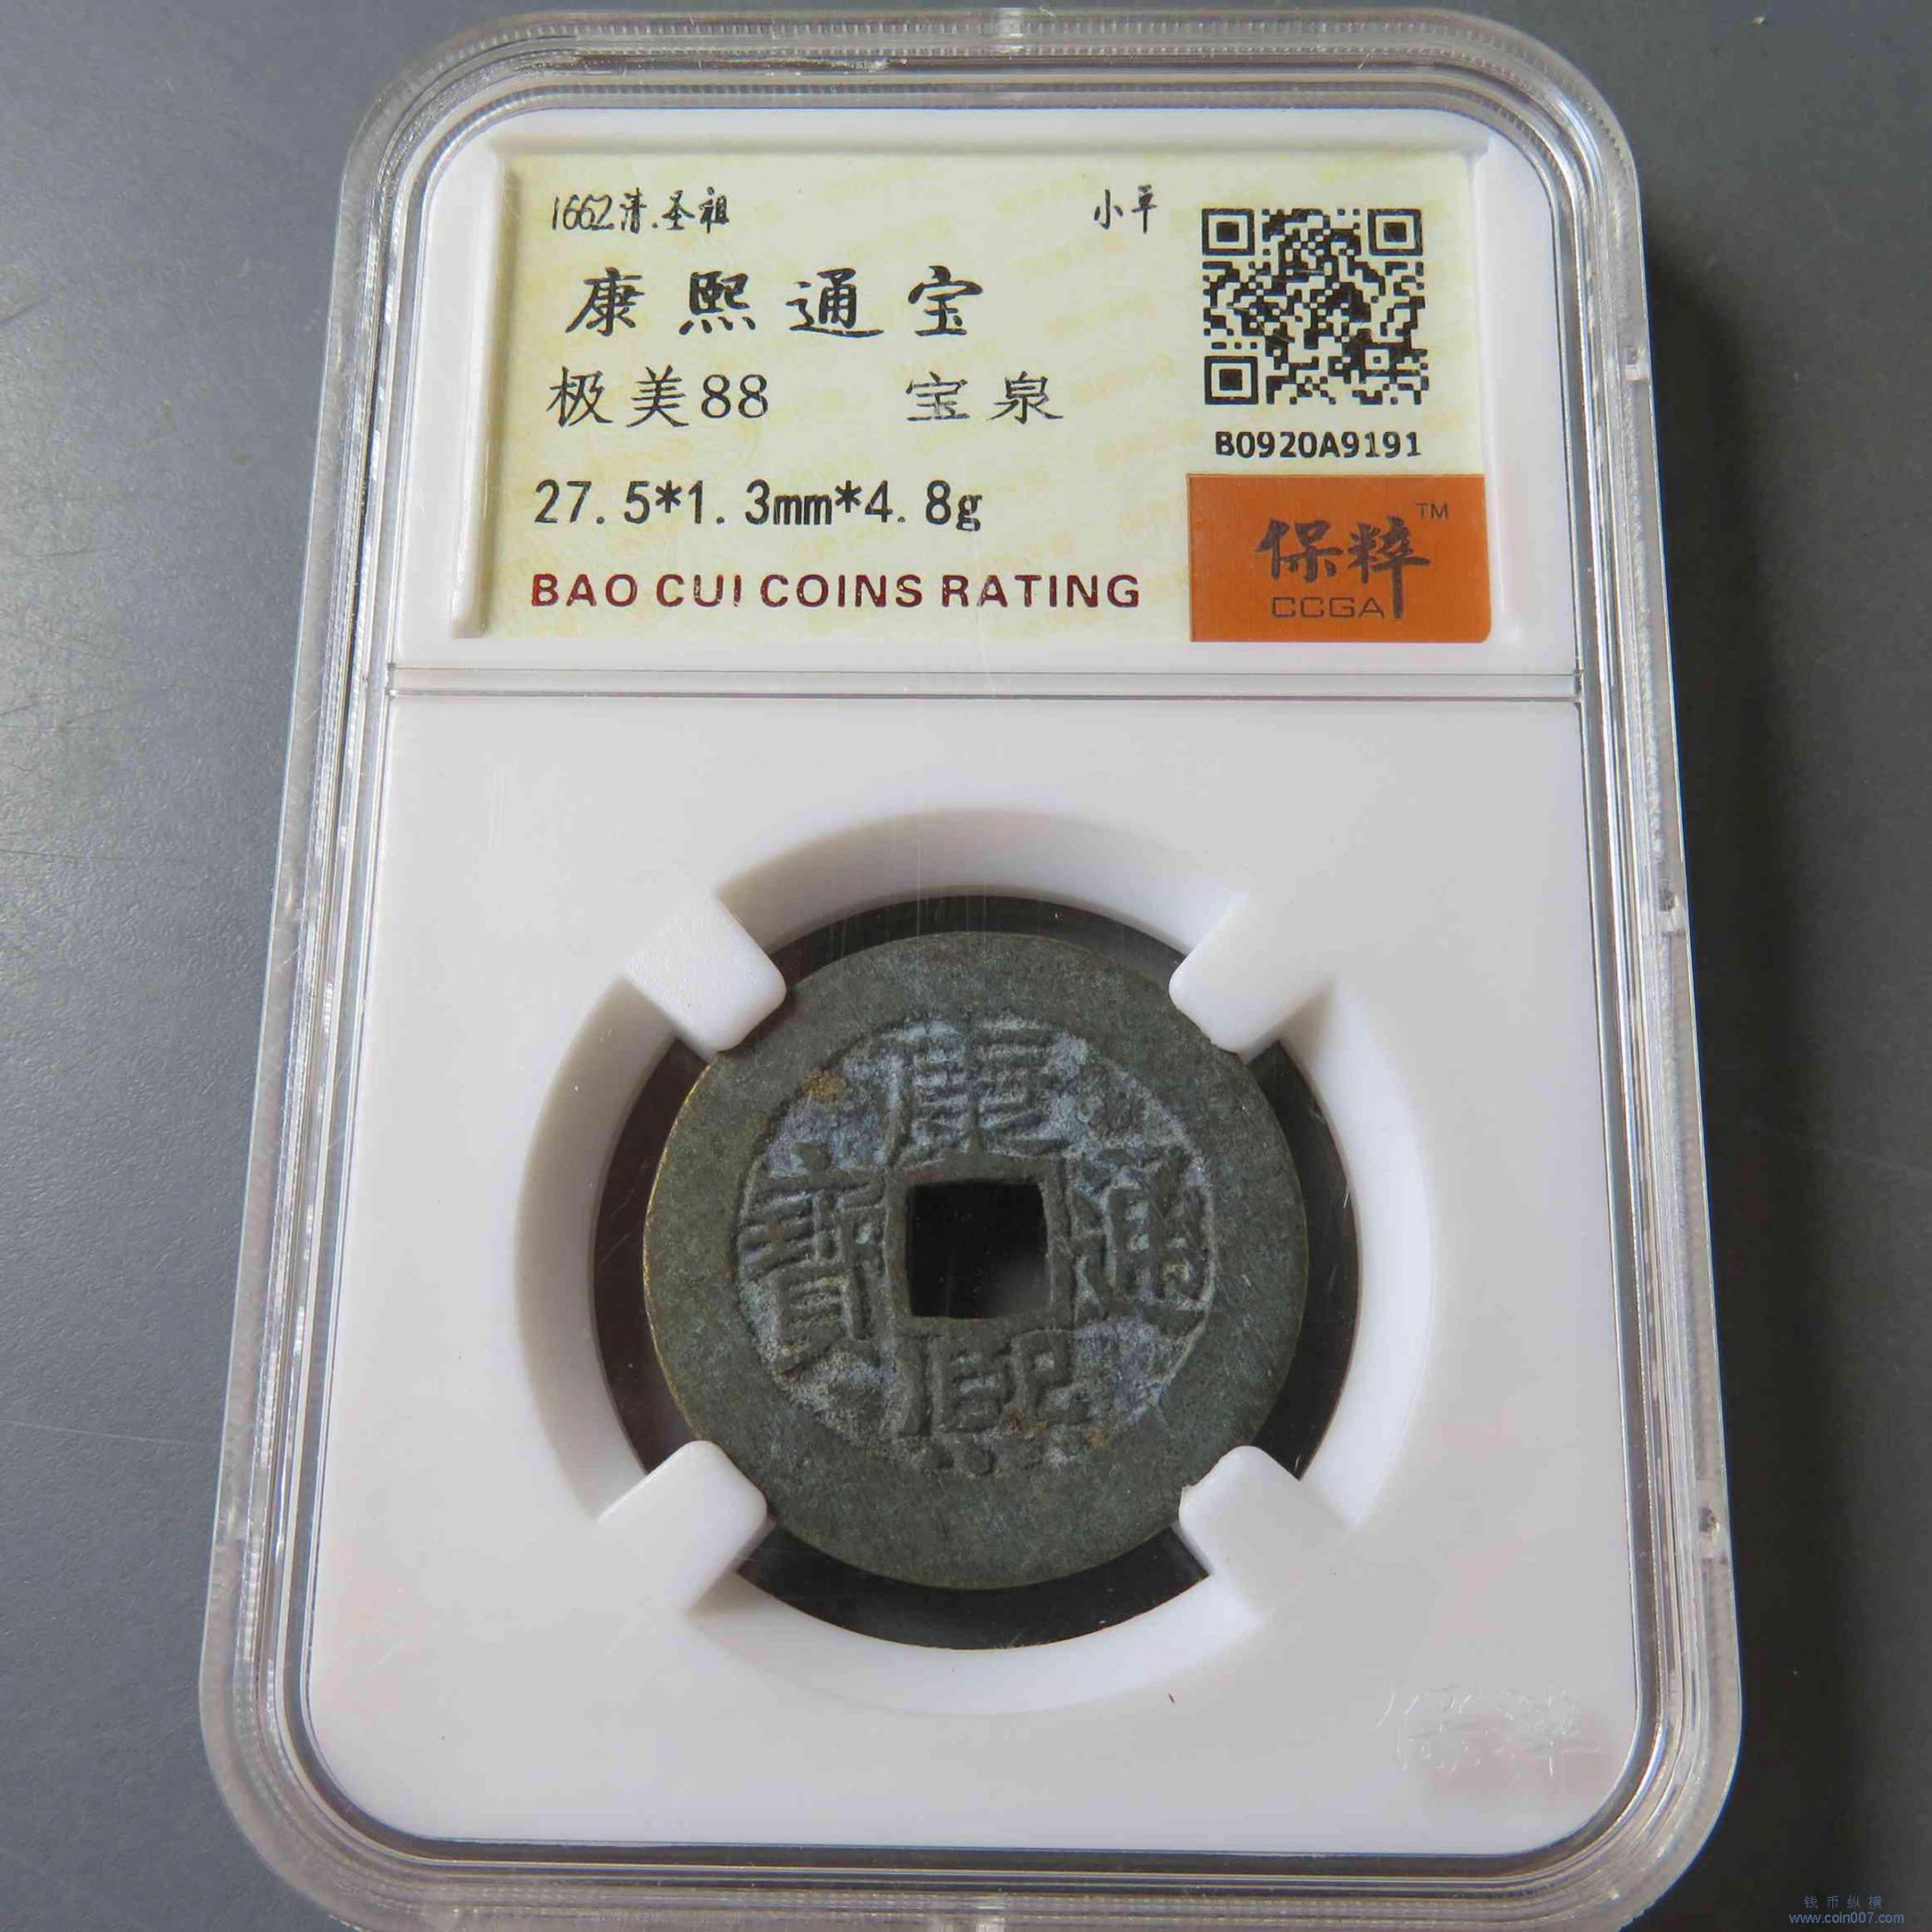 1662清.圣祖 小平
康熙通宝
极美88 宝泉
27.5*1.3mm*4.8g
BAO CUI COINS RATING
B0920A9191
保粹™
CCGA
康熙通寶
保粹
钱币纵横
www.coin007.com